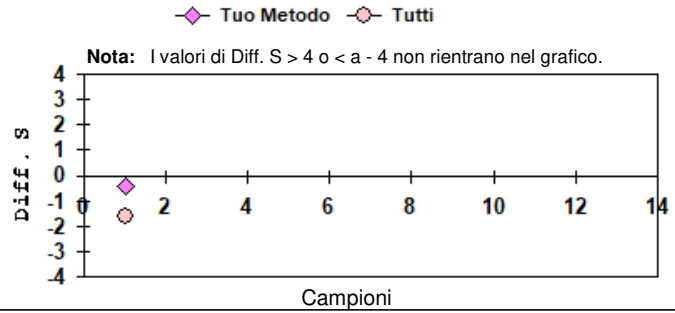 Tuo Metodo Tutti
Nota: I valori di Diff. S > 4 o < a - 4 non rientrano nel grafico.
4
3
2
1
0
-1
-2
-3
-4
Diff. S
0 2 4 6 8 10 12 14
Campioni